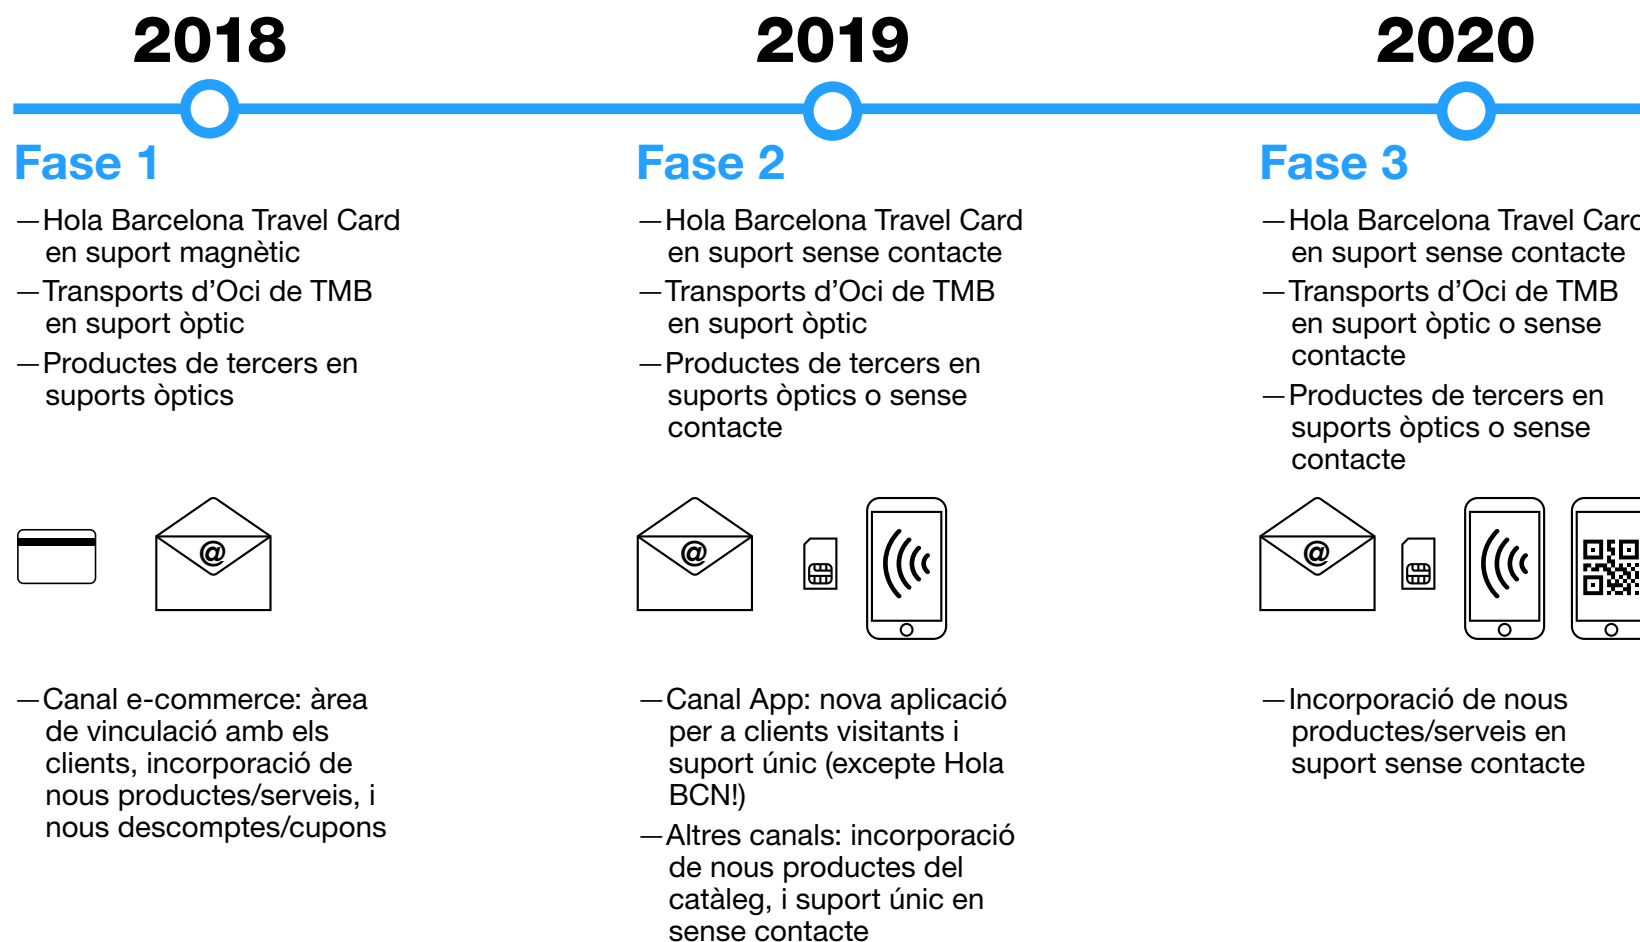 2018
Fase 1
—Hola Barcelona Travel Card
en suport magnètic
—Transports d’Oci de TMB
en suport òptic
—Productes de tercers en
suports òptics
@
—Canal e-commerce: àrea
de vinculació amb els
clients, incorporació de
nous productes/serveis, i
nous descomptes/cupons
2019
Fase 2
—Hola Barcelona Travel Card
en suport sense contacte
—Transports d’Oci de TMB
en suport òptic
—Productes de tercers en
suports òptics o sense
contacte
@
—Canal App: nova aplicació
per a clients visitants i
suport únic (excepte Hola
BCN!)
—Altres canals: incorporació
de nous productes del
catàleg, i suport únic en
sense contacte
2020
Fase 3
—Hola Barcelona Travel Card
en suport sense contacte
—Transports d’Oci de TMB
en suport òptic o sense
contacte
—Productes de tercers en
suports òptics o sense
contacte
@
—Incorporació de nous
productes/serveis en
suport sense contacte